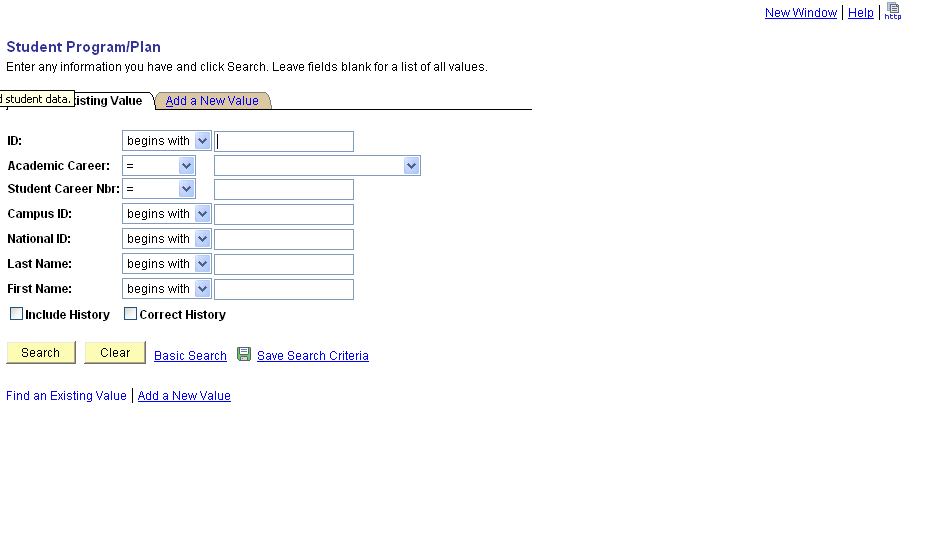 New Window | Help | http
Student Program/Plan
Enter any information you have and click Search. Leave fields blank for a list of all values.
student data. isting Value Add a New Value
ID: begins with
Academic Career: =
Student Career Nbr: =
Campus ID: begins with
National ID: begins with
Last Name: begins with
First Name: begins with
Include History Correct History
Search Clear Basic Search Save Search Criteria
Find an Existing Value | Add a New Value